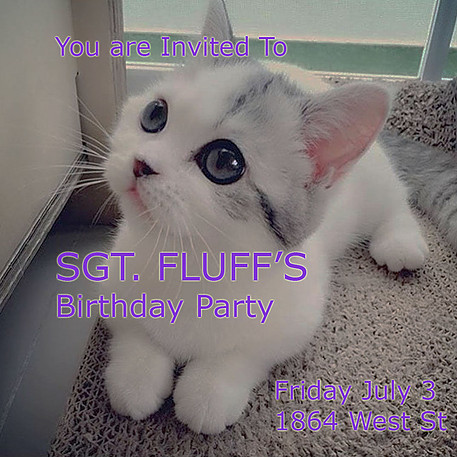 You are Invited To
SGT. FLUFF’S
Birthday Party
Friday July 3
1864 West St